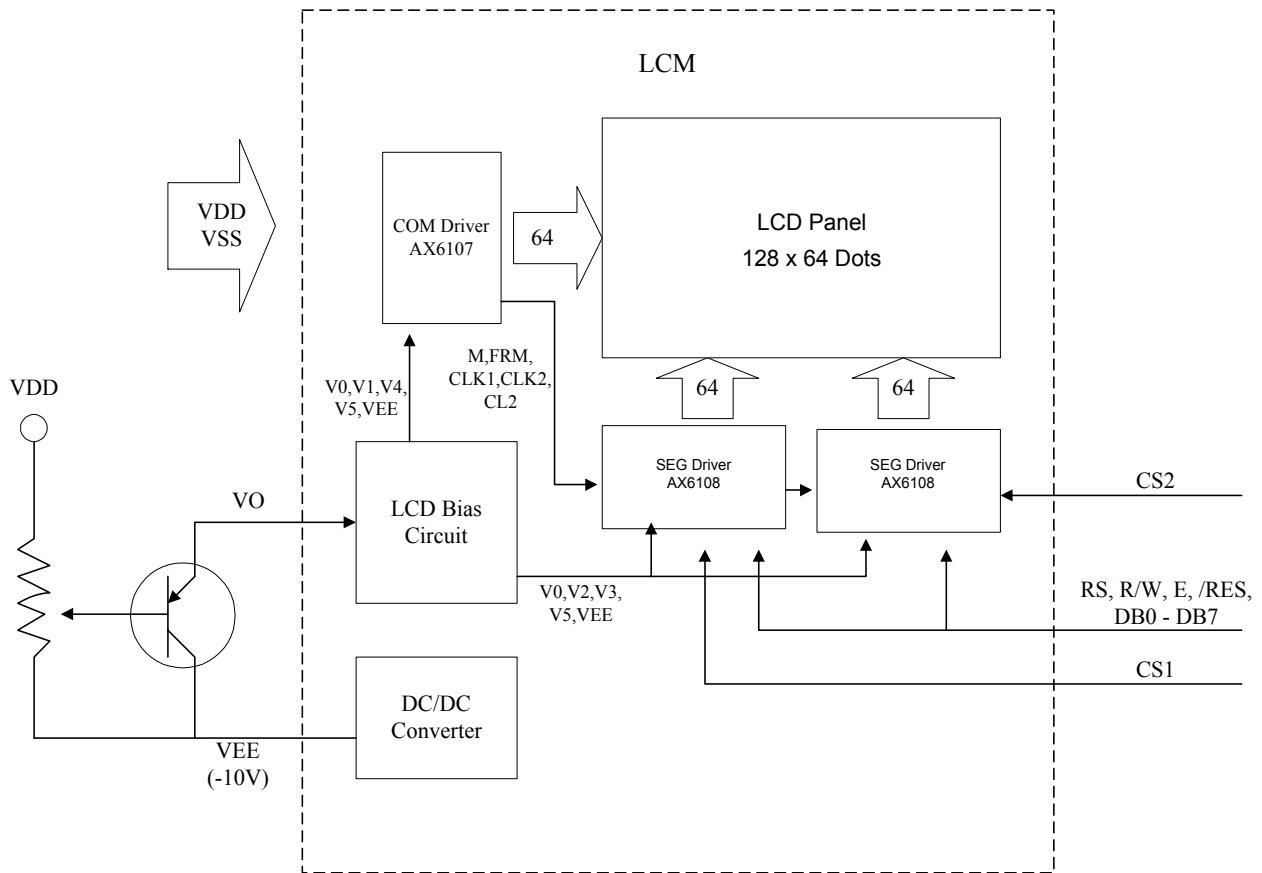 LCM
VDD
VSS
COM Driver
AX6107
64
LCD Panel
128 x 64 Dots
VDD
V0,V1,V4,
V5,VEE
M,FRM,
CLK1,CLK2,
CL2
64
64
SEG Driver
AX6108
SEG Driver
AX6108
CS2
VO
LCD Bias
Circuit
V0,V2,V3,
V5,VEE
RS, R/W, E, /RES,
DB0 - DB7
CS1
DC/DC
Converter
VEE
(-10V)